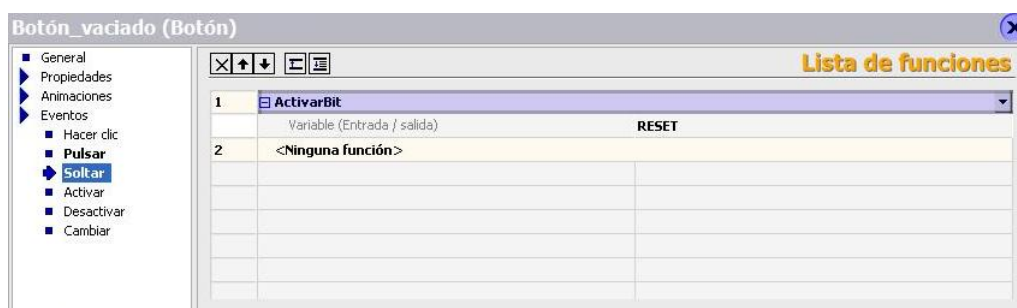 Botón_vaciado (Botón)
General
Propiedades
Animaciones
Eventos
Hacer clic
Pulsar
Soltar
Activar
Desactivar
Cambiar
Lista de funciones
1 ActivarBit
Variable (Entrada / salida) RESET
2 <Ninguna función>